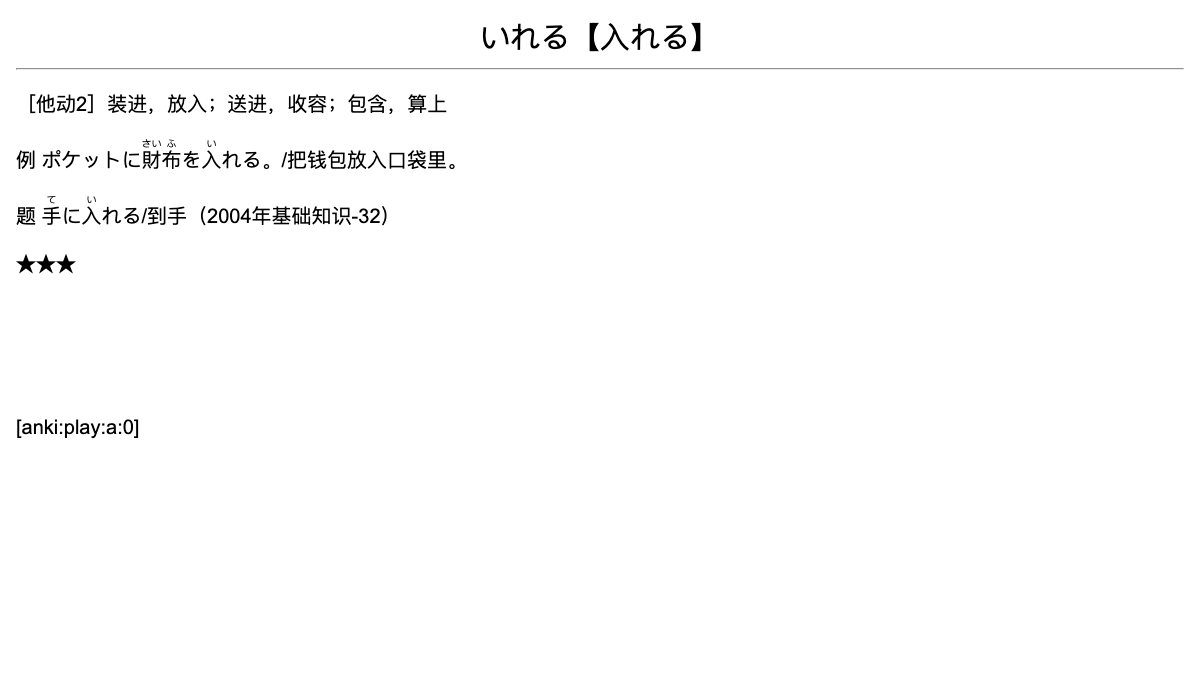 いれる【入れる】
［他动2］装进，放入；送进，收容；包含，算上
さい ふ い
例 ポケットに財布を入れる。/把钱包放入口袋里。
て い
题 手に入れる/到手（2004年基础知识-32）
★★★
[anki:play:a:0]